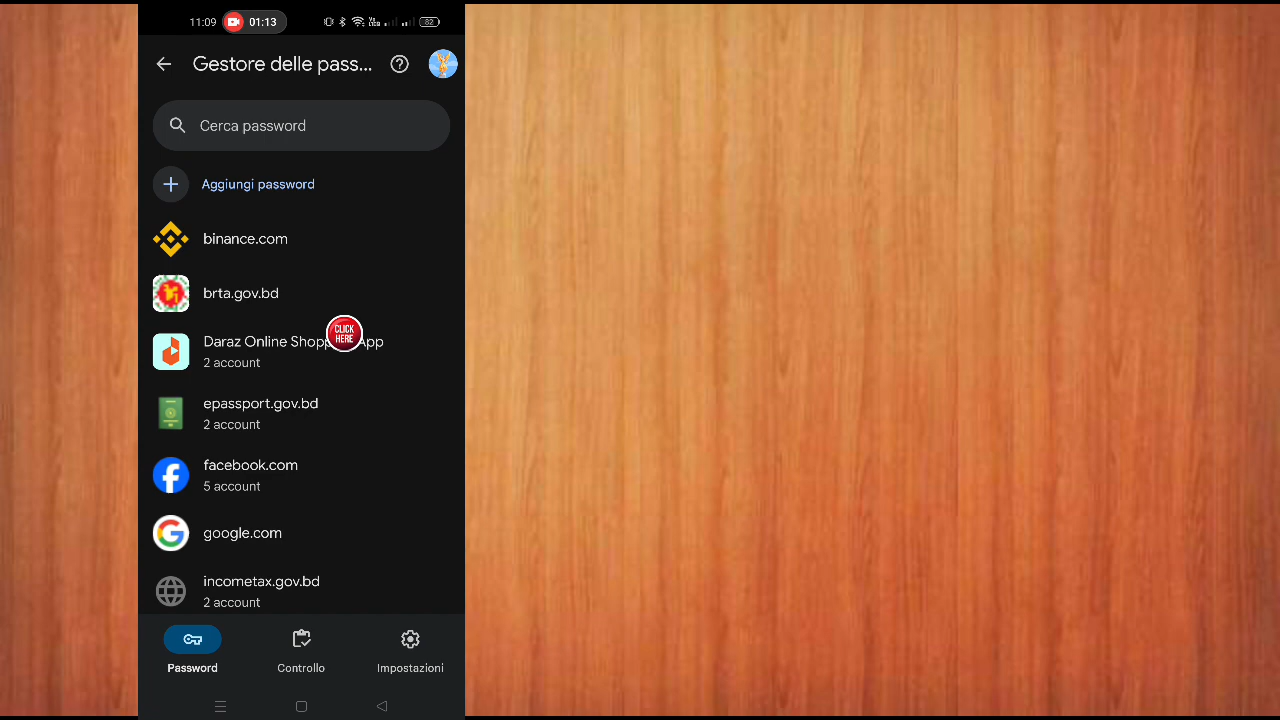 11:09 01:13 82
Gestore delle pass...
Cerca password
Aggiungi password
binance.com
brta.gov.bd
CLICK
HERE
Daraz Online Shopp App
2 account
epassport.gov.bd
2 account
facebook.com
5 account
google.com
incometax.gov.bd
2 account
Password Controllo Impostazioni